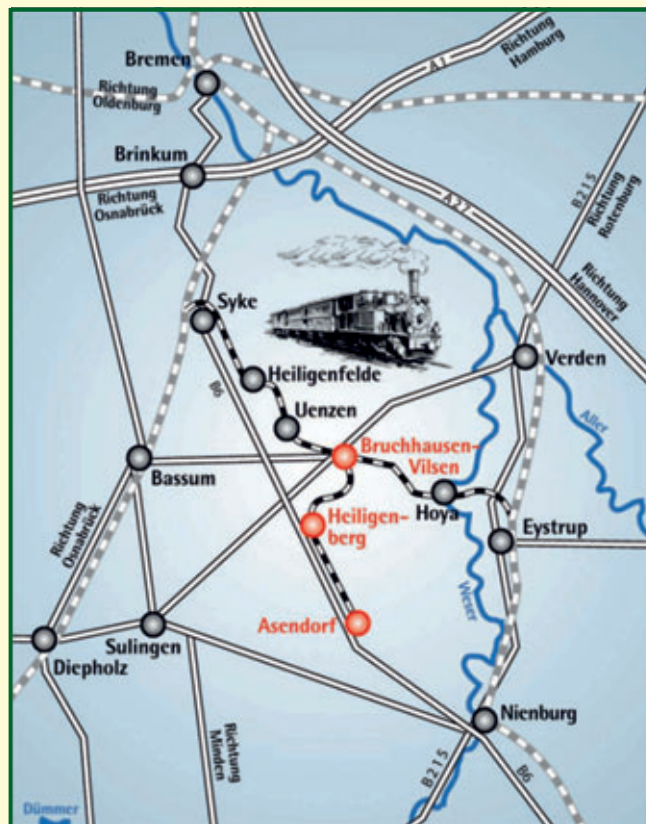 Bremen
Richtung
Hamburg
A1
Richtung
Oldenburg
Brinkum
Richtung
Osnabrück
A27
B215
Richtung
Rotenburg
Richtung
Hannover
Syke
B6
Heiligenfelde
Verden
Uenzen
Aller
Bruchhausen-
Vilsen
Bassum
Hoya
Richtung
Osnabrück
Heiligen-
berg
Eystrup
Weser
Asendorf
Sulingen
Diepholz
Richtung
Minden
Nienburg
B215
B6
Dümmer